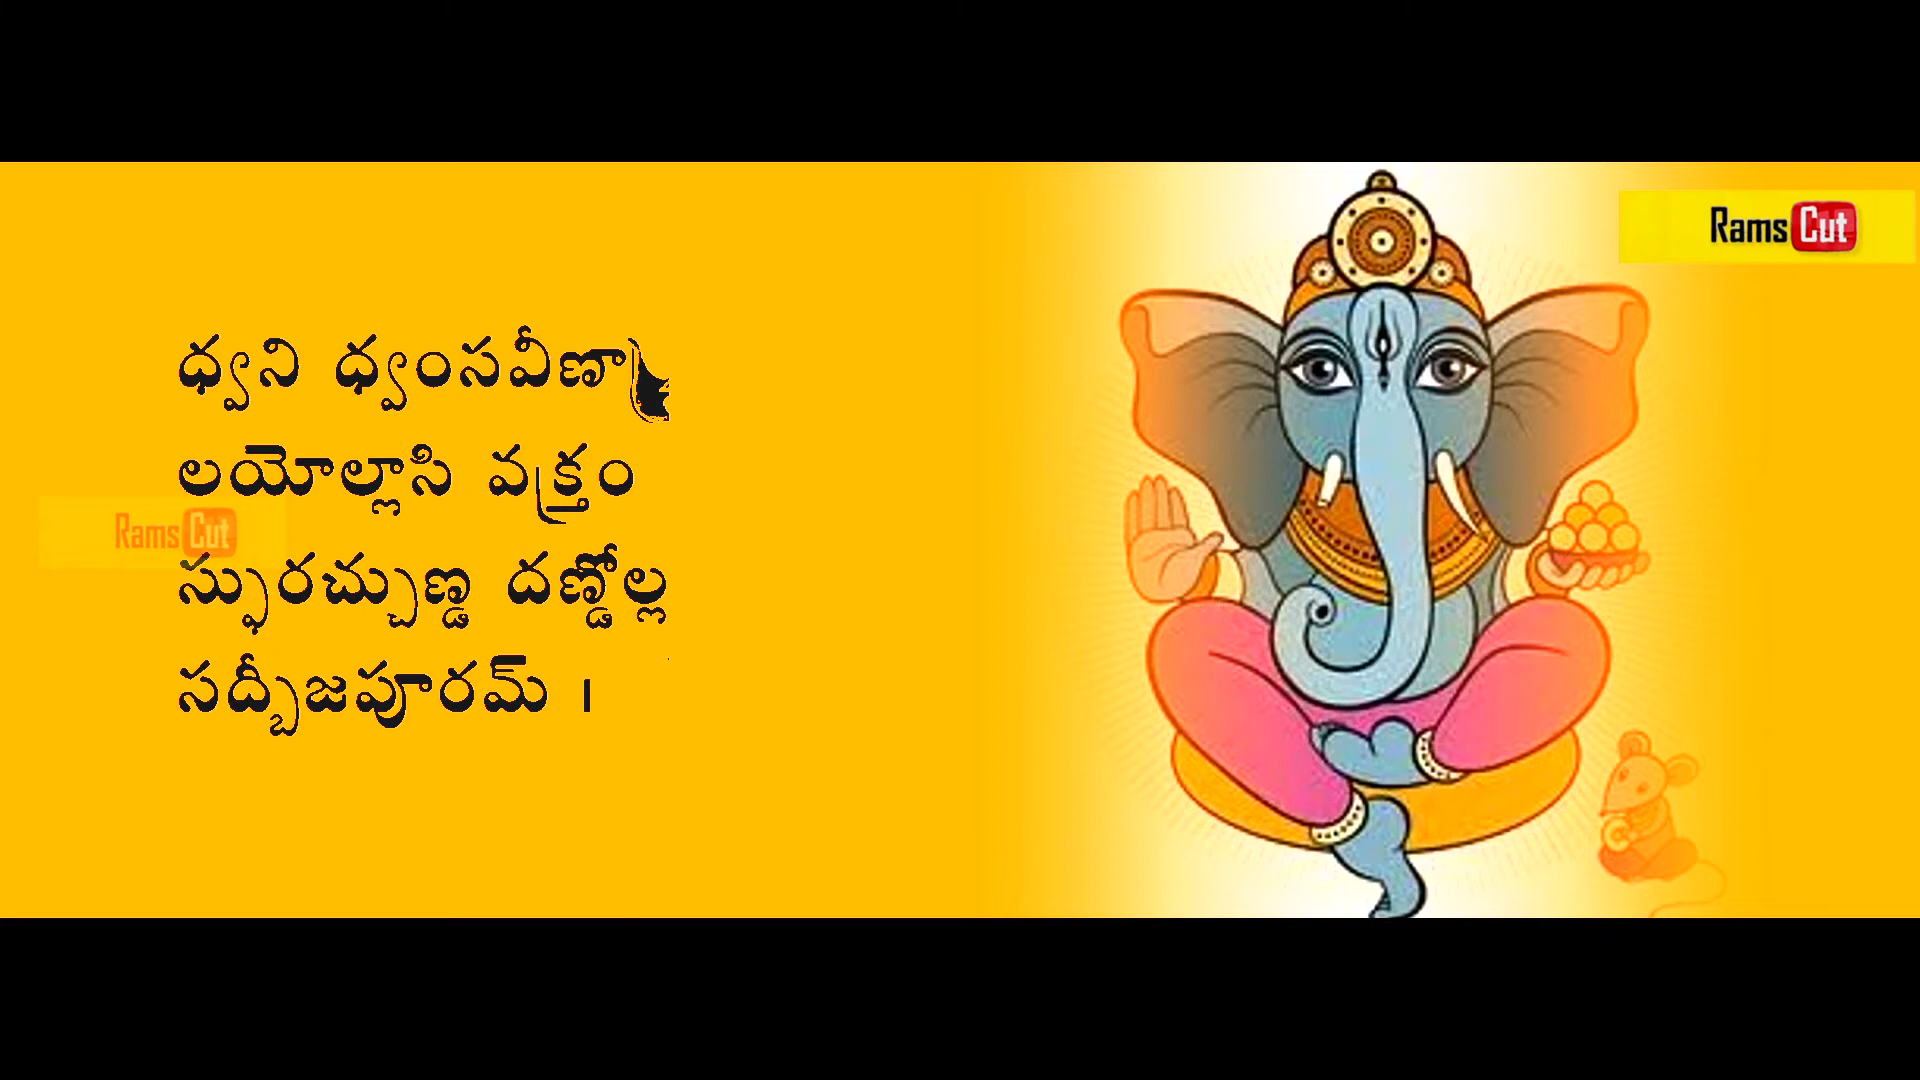 ధ్వని ధ్వంసవీణా
లయోల్లాసి వక్త్రం
స్ఫురచ్చుణ్డ దణ్డోల్ల
సద్బీజపూరమ్ ।
Rams Cut
Rams Cut